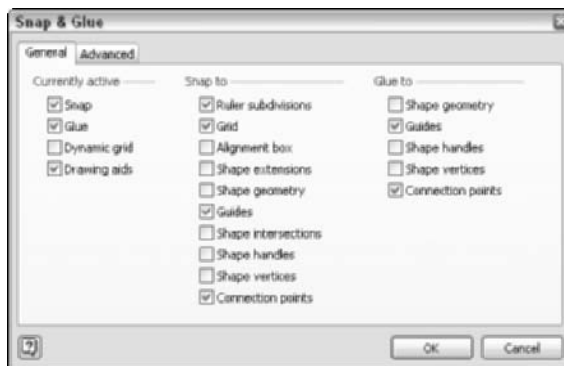 Snap & Glue
General Advanced
Currently active
Snap
Glue
Dynamic grid
Drawing aids
Snap to
Ruler subdivisions
Grid
Alignment box
Shape extensions
Shape geometry
Guides
Shape intersections
Shape handles
Shape vertices
Connection points
Glue to
Shape geometry
Guides
Shape handles
Shape vertices
Connection points
?
OK Cancel